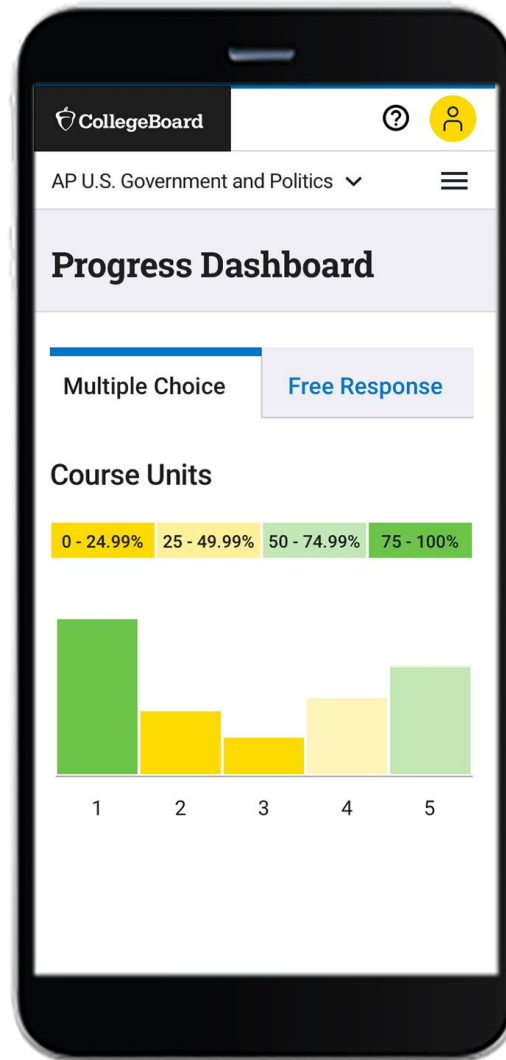 CollegeBoard
AP U.S. Government and Politics
Progress Dashboard
Multiple Choice Free Response
Course Units
0 - 24.99% 25 - 49.99% 50 - 74.99% 75 - 100%
1 2 3 4 5